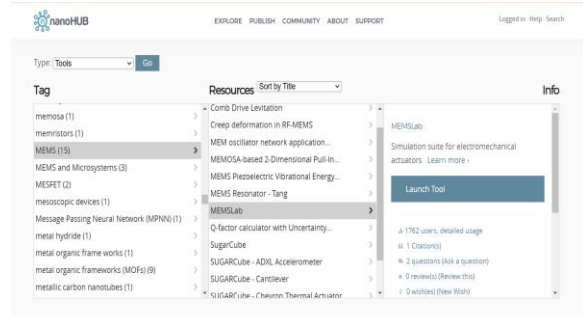 nanoHUB
EXPLORE PUBLISH COMMUNITY ABOUT SUPPORT
Logged in Help Search
Type: Tools Go
Tag
memosa (1)
memristors (1)
MEMS (15)
MEMS and Microsystems (3)
MESFET (2)
mesoscopic devices (1)
Message Passing Neural Network (MPNN) (1)
metal hydride (1)
metal organic frame works (1)
metal organic frameworks (MOFs) (9)
metallic carbon nanotubes (1)
Resources Sort by Title
Comb Drive Levitation
Creep deformation in RF-MEMS
MEM oscillator network application...
MEMOSA-based 2-Dimensional Pull-In...
MEMS Piezoelectric Vibrational Energy...
MEMS Resonator - Tang
MEMSLab
Q-factor calculator with Uncertainty...
SugarCube
SUGARCube - ADXL Accelerometer
SUGARCube - Cantilever
SUGARCube - Chevron Thermal Actuator
Info
MEMSLab
Simulation suite for electromechanical
actuators Learn more ›
Launch Tool
1762 users, detailed usage
1 Citation(s)
2 questions (Ask a question)
0 review(s) (Review this)
0 wish(es) (New Wish)